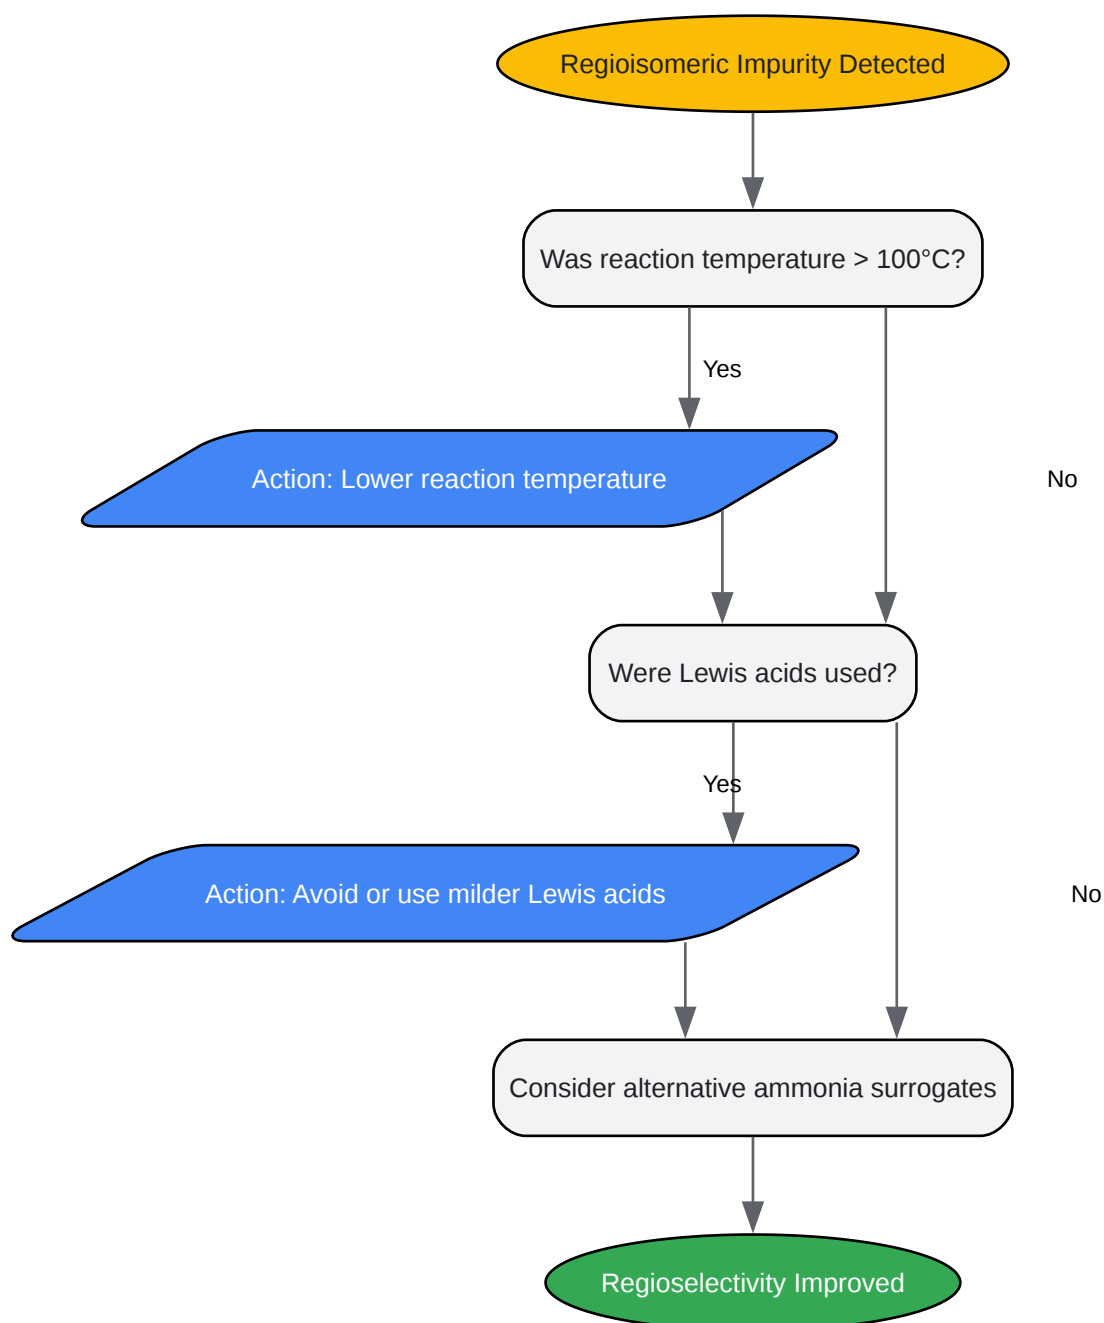 Regioisomeric Impurity Detected
Was reaction temperature > 100°C?
Yes
Action: Lower reaction temperature
No
Were Lewis acids used?
Yes
Action: Avoid or use milder Lewis acids
No
Consider alternative ammonia surrogates
Regioselectivity Improved